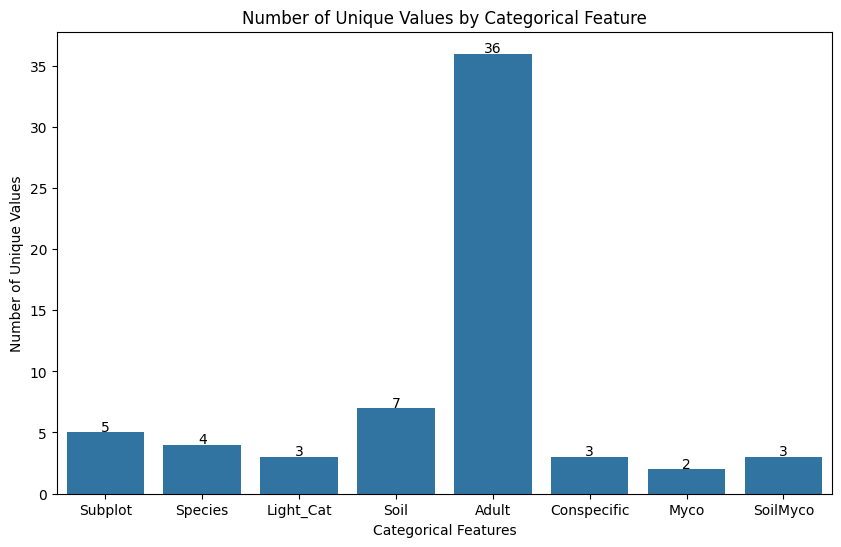 Number of Unique Values by Categorical Feature
Number of Unique Values
35
30
25
20
15
10
5
0
5
4
3
7
36
3
2
3
Subplot
Species
Light_Cat
Soil
Adult
Conspecific
Myco
SoilMyco
Categorical Features